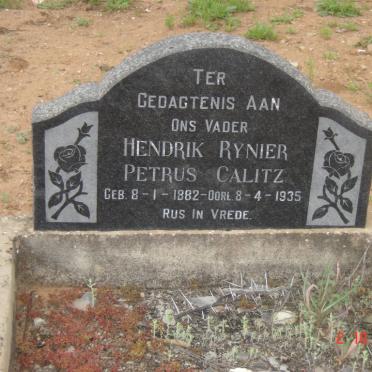 TER
GEDAGTENIS AAN
ONS VADER
HENDRIK RYNIER
PETRUS CALITZ
GEB. 8-1-1882-OORL. 8-4-1935
RUS IN VREDE.